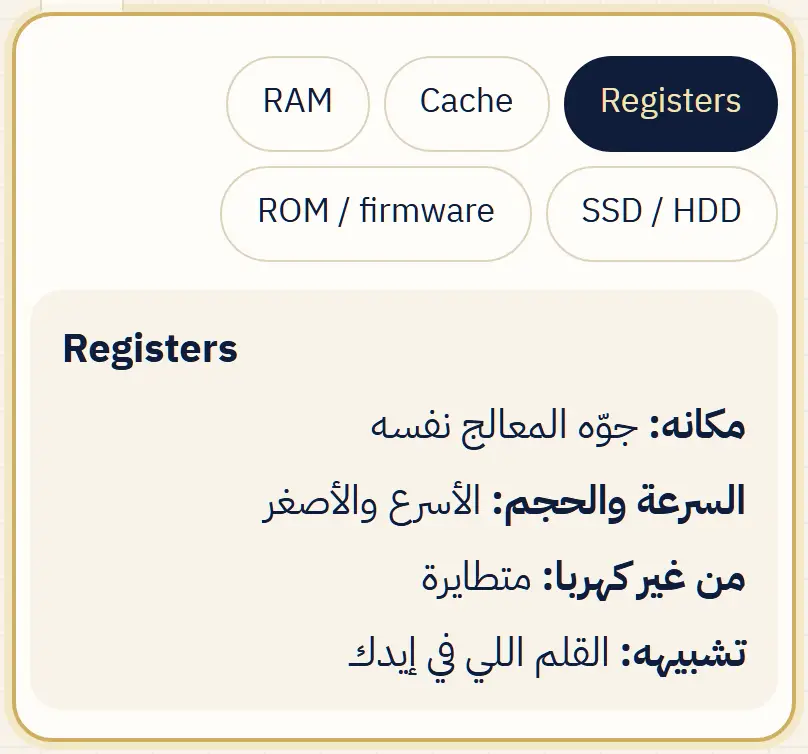 Registers
Cache
RAM
SSD / HDD
ROM / firmware
Registers
مكانه: جوّه المعالج نفسه
السرعة والحجم: الأسرع والأصغر
من غير كهربا: متطايرة
تشبيهه: القلم اللي في إيدك